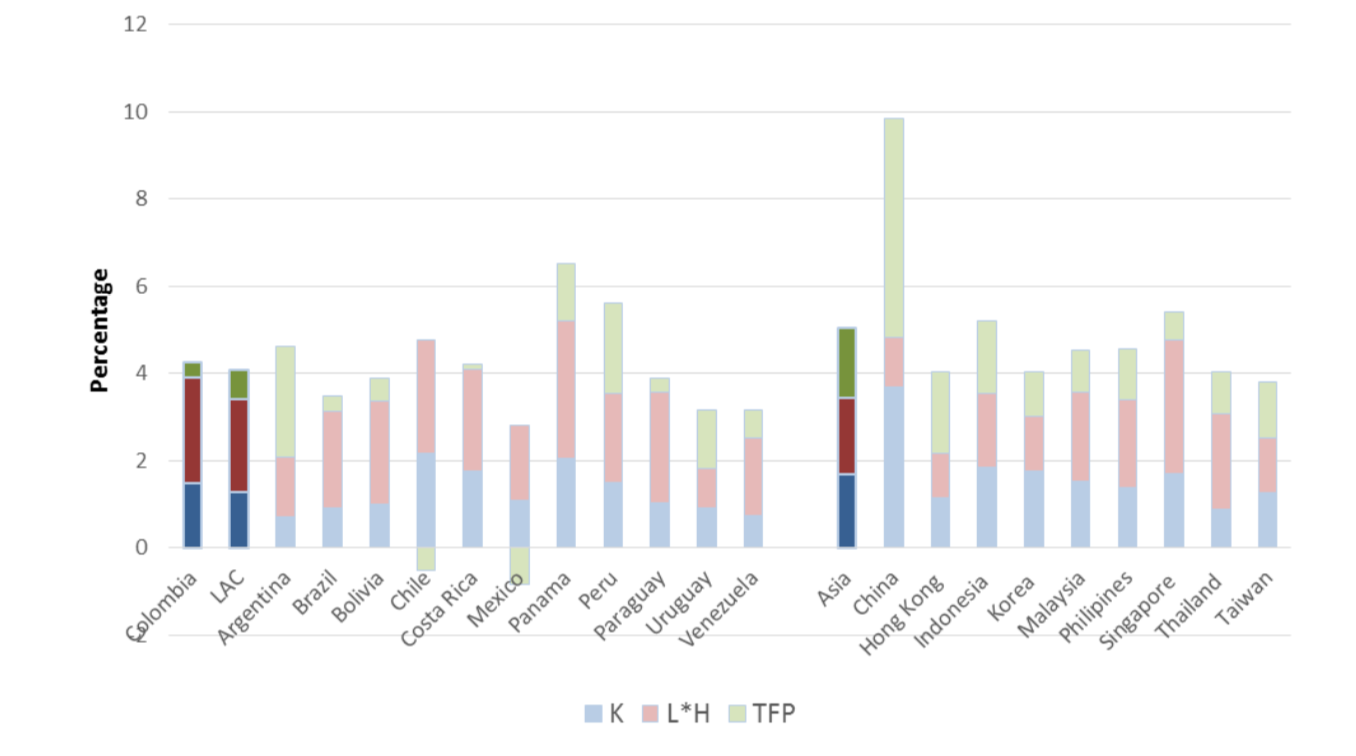 12
10
8
6
4
2
0
-2
Percentage
Colombia
LAC
Argentina
Brazil
Bolivia
Chile
Costa Rica
Mexico
Panama
Peru
Paraguay
Uruguay
Venezuela
Asia
China
Hong Kong
Indonesia
Korea
Malaysia
Philipines
Singapore
Thailand
Taiwan
K L*H TFP